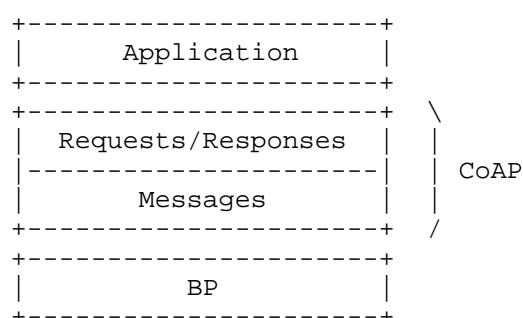 Application
Requests/Responses
CoAP
Messages
BP